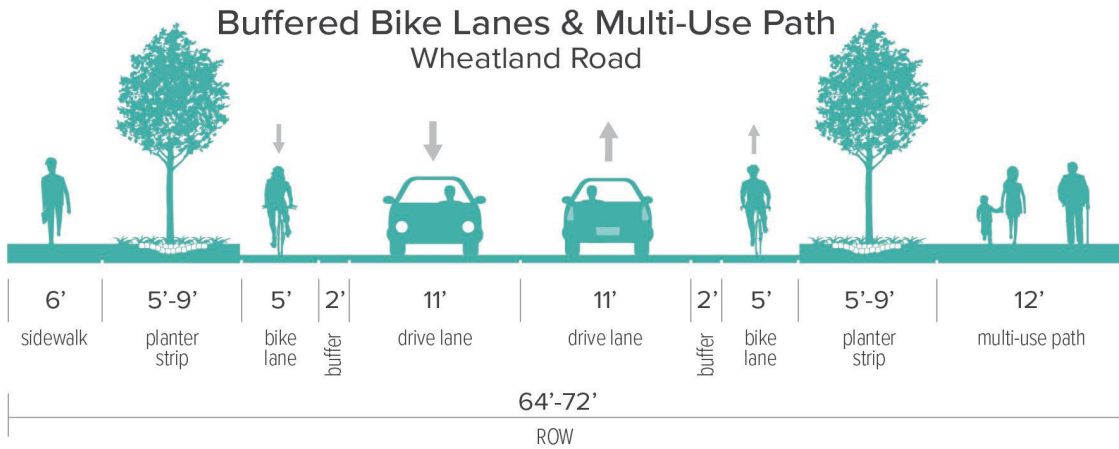 Buffered Bike Lanes & Multi-Use Path
Wheatland Road
6’
sidewalk
5’-9’
planter
strip
5’
bike
lane
2’
buffer
11’
drive lane
11’
drive lane
2’
buffer
5’
bike
lane
5’-9’
planter
strip
12’
multi-use path
64’-72’
ROW